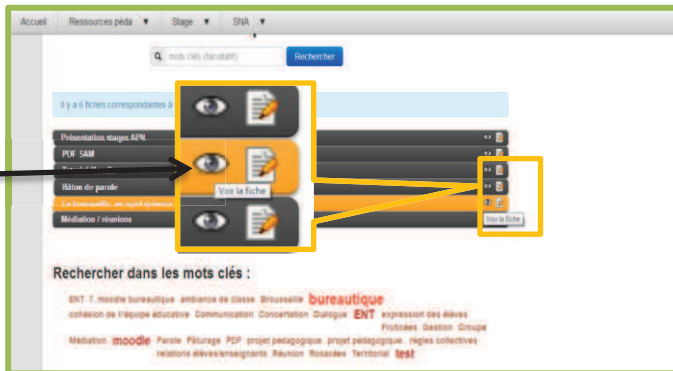 Accueil Ressources péda ▼ Stage ▼ SNA ▼
mots clés (facultatif) Rechercher
Il y a 6 fiches correspondantes à
Présentation stages APN
PDF SAM
Bâton de parole
Voir la fiche
Médiation / réunions
Voir la fiche
Rechercher dans les mots clés :
ENT 7. moodle bureautique ambiance de classe Broussaille bureautique
cohésion de l'équipe éducative Communication Concertation Dialogue ENT expression des élèves
Fruticées Gestion Groupe
Médiation moodle Parole Pâturage PDF projet pedagogique projet pédagogique règles collectives
relations élèves/enseignants Réunion Rosacées Territorial test